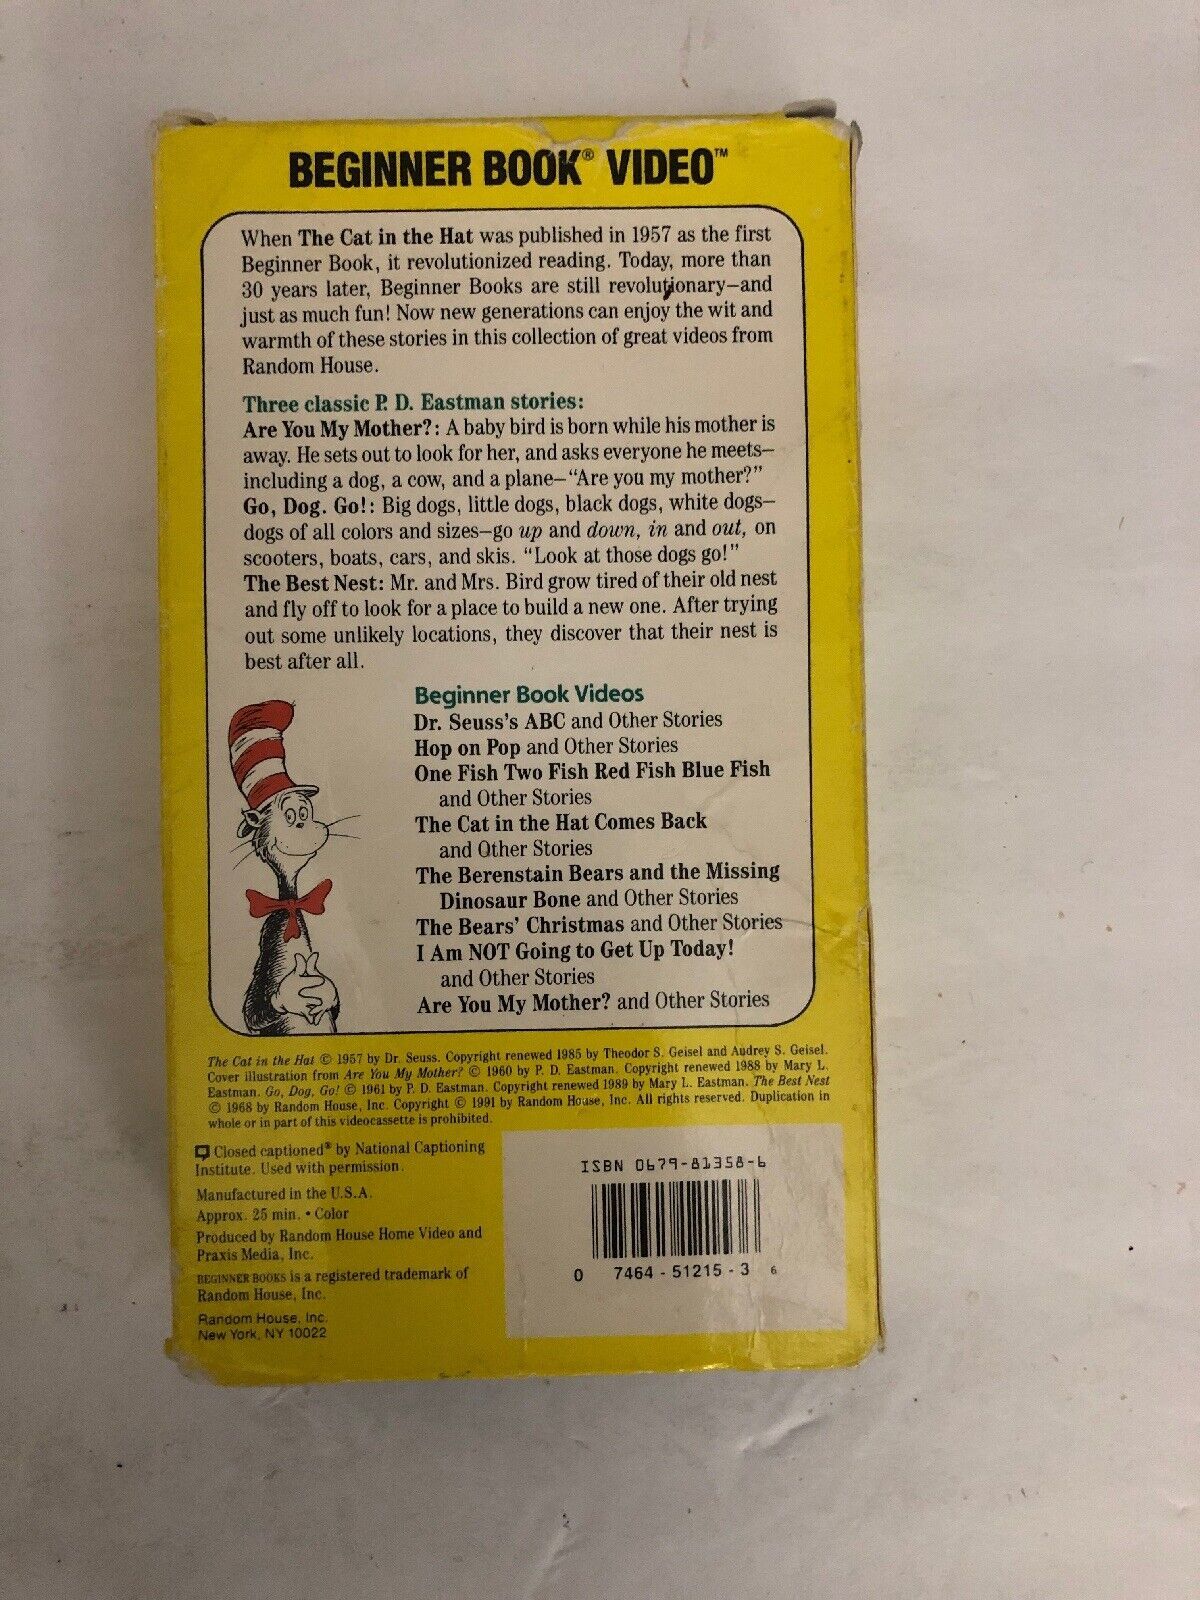 BEGINNER BOOK® VIDEO™
When The Cat in the Hat was published in 1957 as the first
Beginner Book, it revolutionized reading. Today, more than
30 years later, Beginner Books are still revolutionary—and
just as much fun! Now new generations can enjoy the wit and
warmth of these stories in this collection of great videos from
Random House.
Three classic P. D. Eastman stories:
Are You My Mother?: A baby bird is born while his mother is
away. He sets out to look for her, and asks everyone he meets—
including a dog, a cow, and a plane—"Are you my mother?"
Go, Dog. Go!: Big dogs, little dogs, black dogs, white dogs—
dogs of all colors and sizes—go up and down, in and out, on
scooters, boats, cars, and skis. "Look at those dogs go!"
The Best Nest: Mr. and Mrs. Bird grow tired of their old nest
and fly off to look for a place to build a new one. After trying
out some unlikely locations, they discover that their nest is
best after all.
Beginner Book Videos
Dr. Seuss's ABC and Other Stories
Hop on Pop and Other Stories
One Fish Two Fish Red Fish Blue Fish
and Other Stories
The Cat in the Hat Comes Back
and Other Stories
The Berenstain Bears and the Missing
Dinosaur Bone and Other Stories
The Bears' Christmas and Other Stories
I Am NOT Going to Get Up Today!
and Other Stories
Are You My Mother? and Other Stories
The Cat in the Hat © 1957 by Dr. Seuss. Copyright renewed 1985 by Theodor S. Geisel and Audrey S. Geisel.
Cover illustration from Are You My Mother? © 1960 by P. D. Eastman. Copyright renewed 1988 by Mary L.
Eastman. Go, Dog, Go! © 1961 by P. D. Eastman. Copyright renewed 1989 by Mary L. Eastman. The Best Nest
© 1968 by Random House, Inc. Copyright © 1991 by Random House, Inc. All rights reserved. Duplication in
whole or in part of this videocassette is prohibited.
Closed captioned® by National Captioning
Institute. Used with permission.
Manufactured in the U.S.A.
Approx. 25 min. • Color
Produced by Random House Home Video and
Praxis Media, Inc.
BEGINNER BOOKS is a registered trademark of
Random House, Inc.
Random House, Inc.
New York, NY 10022
ISBN 0679-81358-6
0 7464 - 51215 - 3 6